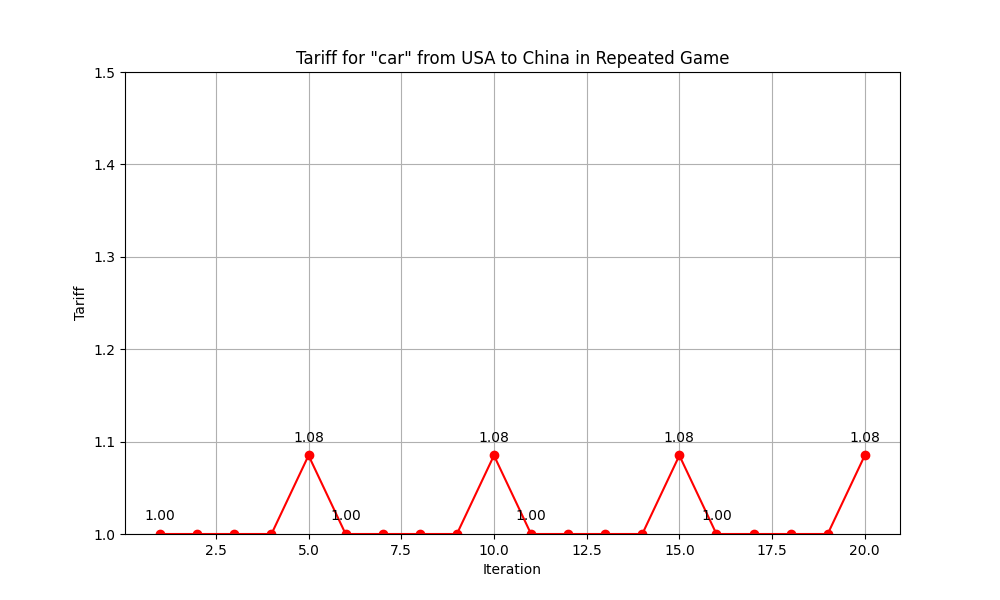 Tariff for "car" from USA to China in Repeated Game
1.5
1.4
1.3
1.2
1.1
1.0
Tariff
1.08 1.08 1.08 1.08
1.00 1.00 1.00 1.00
2.5 5.0 7.5 10.0 12.5 15.0 17.5 20.0
Iteration